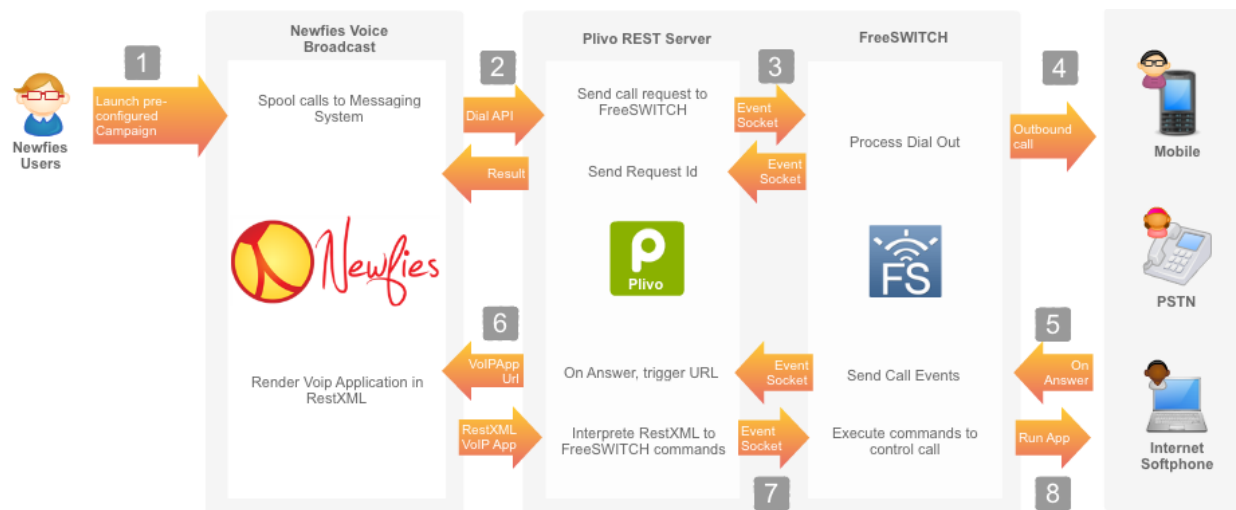 Newfies Voice
Broadcast
Plivo REST Server
FreeSWITCH
1
2
3
4
Launch pre-
configured
Campaign
Spool calls to Messaging
System
Dial API
Send call request to
FreeSWITCH
Event
Socket
Process Dial Out
Outbound
call
Newfies
Users
Mobile
Result
Send Request Id
Event
Socket
Newfies
Plivo
FS
PSTN
6
5
VoIPApp
Url
On Answer, trigger URL
Event
Socket
Send Call Events
On
Answer
Render Voip Application in
RestXML
RestXML
VoIP App
Interprete RestXML to
FreeSWITCH commands
Event
Socket
Execute commands to
control call
Run App
Internet
Softphone
7
8